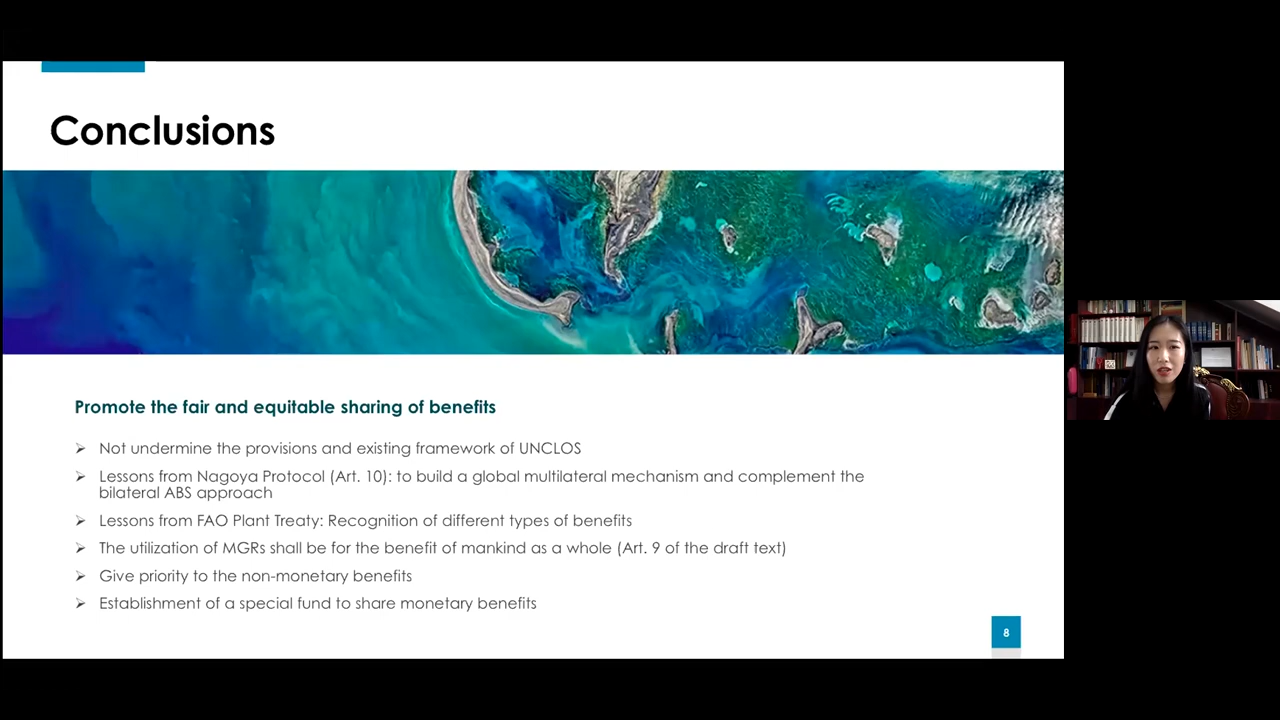 Conclusions
Promote the fair and equitable sharing of benefits
Not undermine the provisions and existing framework of UNCLOS
Lessons from Nagoya Protocol (Art. 10): to build a global multilateral mechanism and complement the
bilateral ABS approach
Lessons from FAO Plant Treaty: Recognition of different types of benefits
The utilization of MGRs shall be for the benefit of mankind as a whole (Art. 9 of the draft text)
Give priority to the non-monetary benefits
Establishment of a special fund to share monetary benefits
8